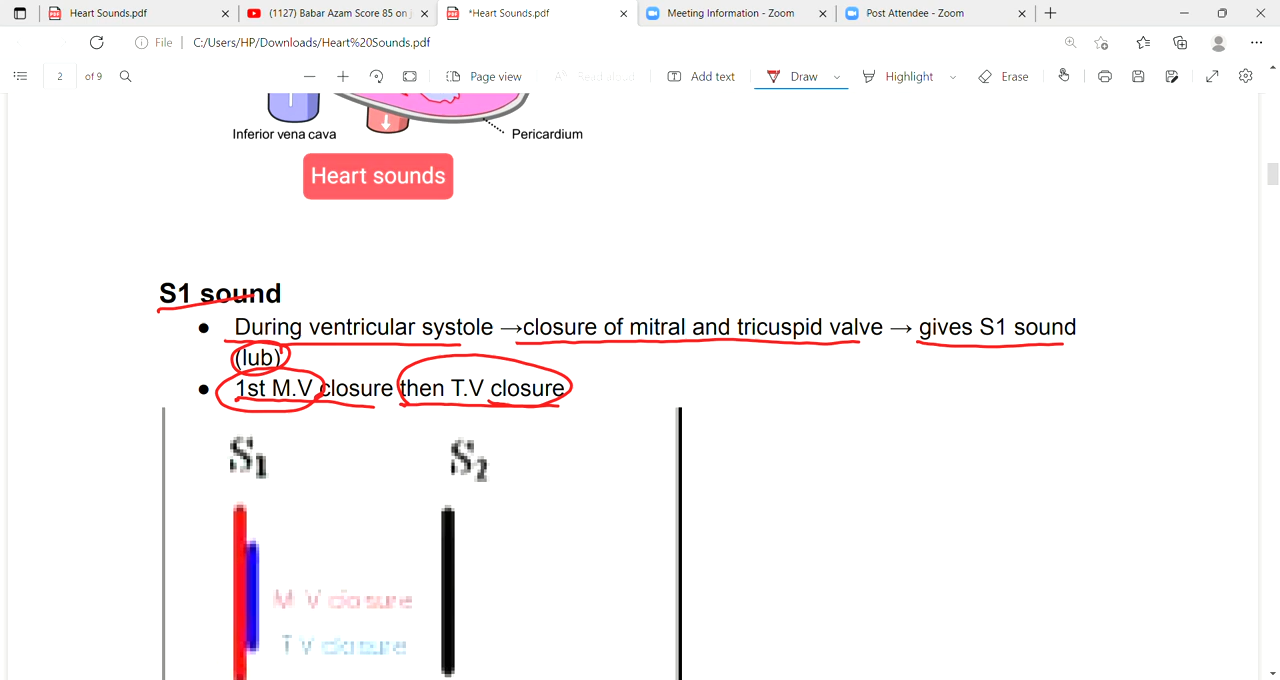 Heart Sounds.pdf
(1127) Babar Azam Score 85 on
*Heart Sounds.pdf
Meeting Information - Zoom
Post Attendee - Zoom
File
C:/Users/HP/Downloads/Heart%20Sounds.pdf
2 of 9
Page view
Read aloud
Add text
Draw
Highlight
Erase
Inferior vena cava
Pericardium
Heart sounds
S1 sound
● During ventricular systole →closure of mitral and tricuspid valve → gives S1 sound
(lub)
● 1st M.V closure then T.V closure
S1 S2
M V closure
T V closure